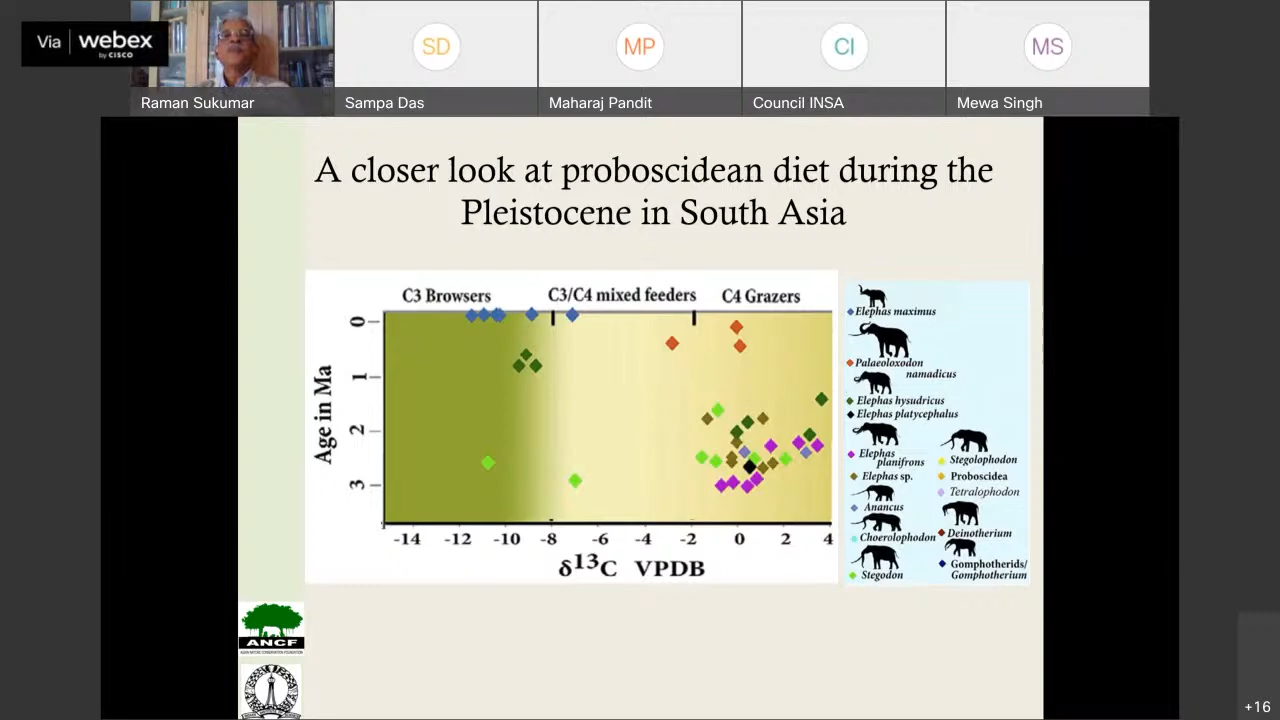 Via webex
by CISCO
SD
MP
CI
MS
Raman Sukumar
Sampa Das
Maharaj Pandit
Council INSA
Mewa Singh
A closer look at proboscidean diet during the
Pleistocene in South Asia
C3 Browsers
C3/C4 mixed feeders
C4 Grazers
Age in Ma
0
1
2
3
-14
-12
-10
-8
-6
-4
-2
0
2
4
δ13C VPDB
Elephas maximus
Palaeoloxodon
namadicus
Elephas hysudricus
Elephas platycephalus
Elephas
planifrons
Elephas sp.
Anancus
Choerolophodon
Stegodon
Stegolophodon
Proboscidea
Tetralophodon
Deinotherium
Gomphotherids/
Gomphotherium
ANCF
ASIAN NATURE CONSERVATION FOUNDATION
+16